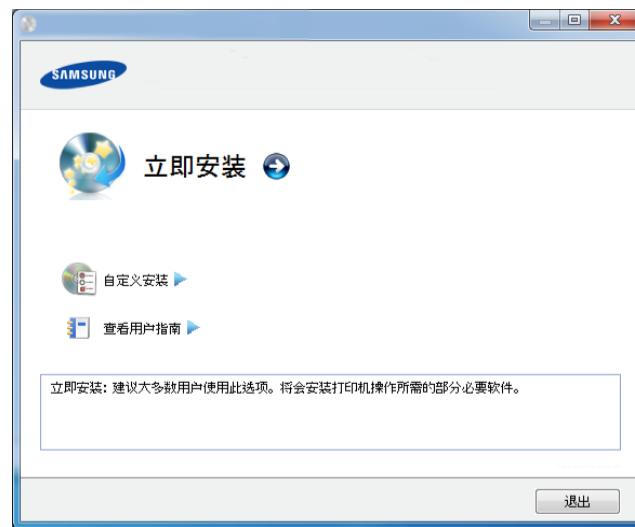 SAMSUNG
立即安装
自定义安装
查看用户指南
立即安装: 建议大多数用户使用此选项。将会安装打印机操作所需的部分必要软件。
退出